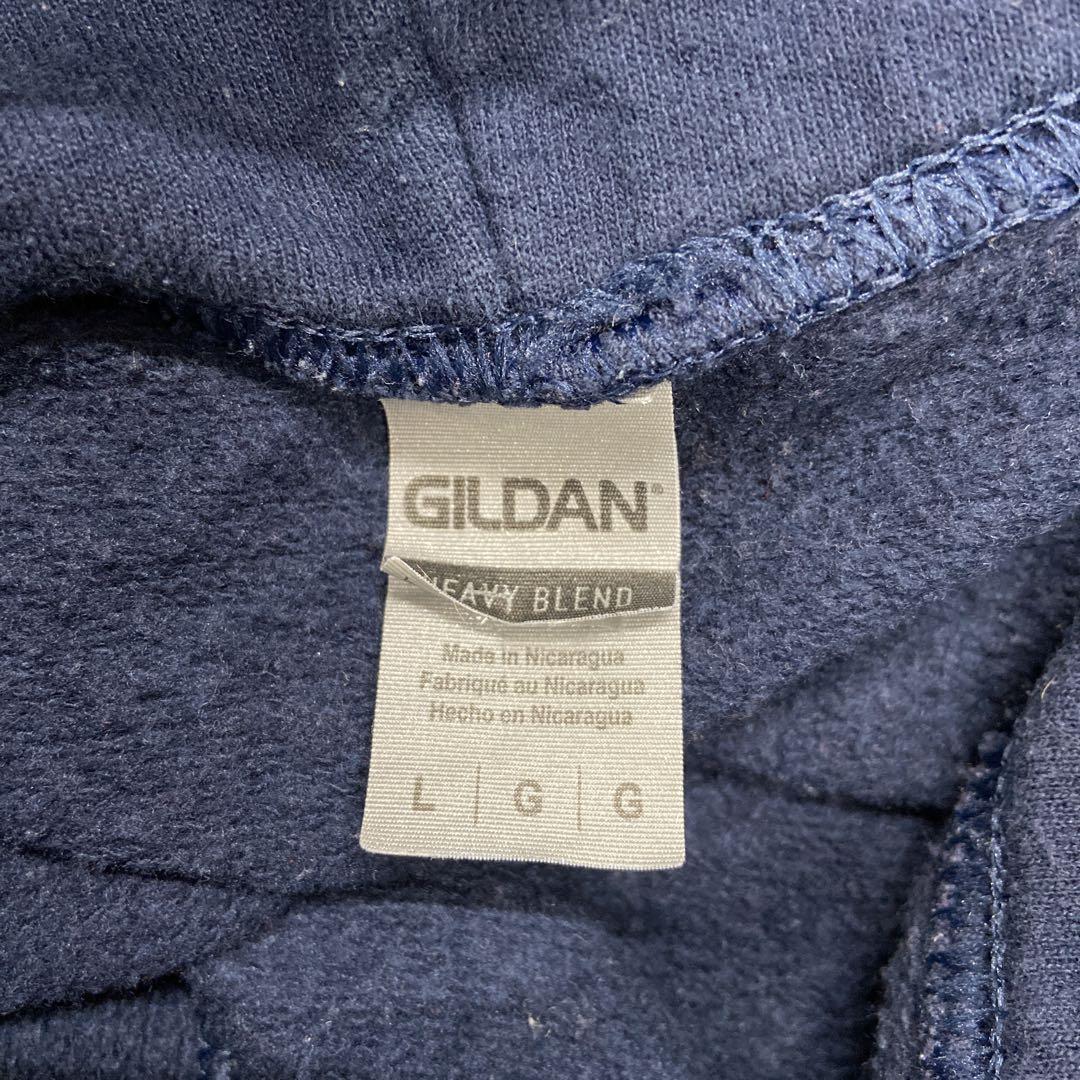 GILDAN®
HEAVY BLEND
Made in Nicaragua
Fabriqué au Nicaragua
Hecho en Nicaragua
L | G | G